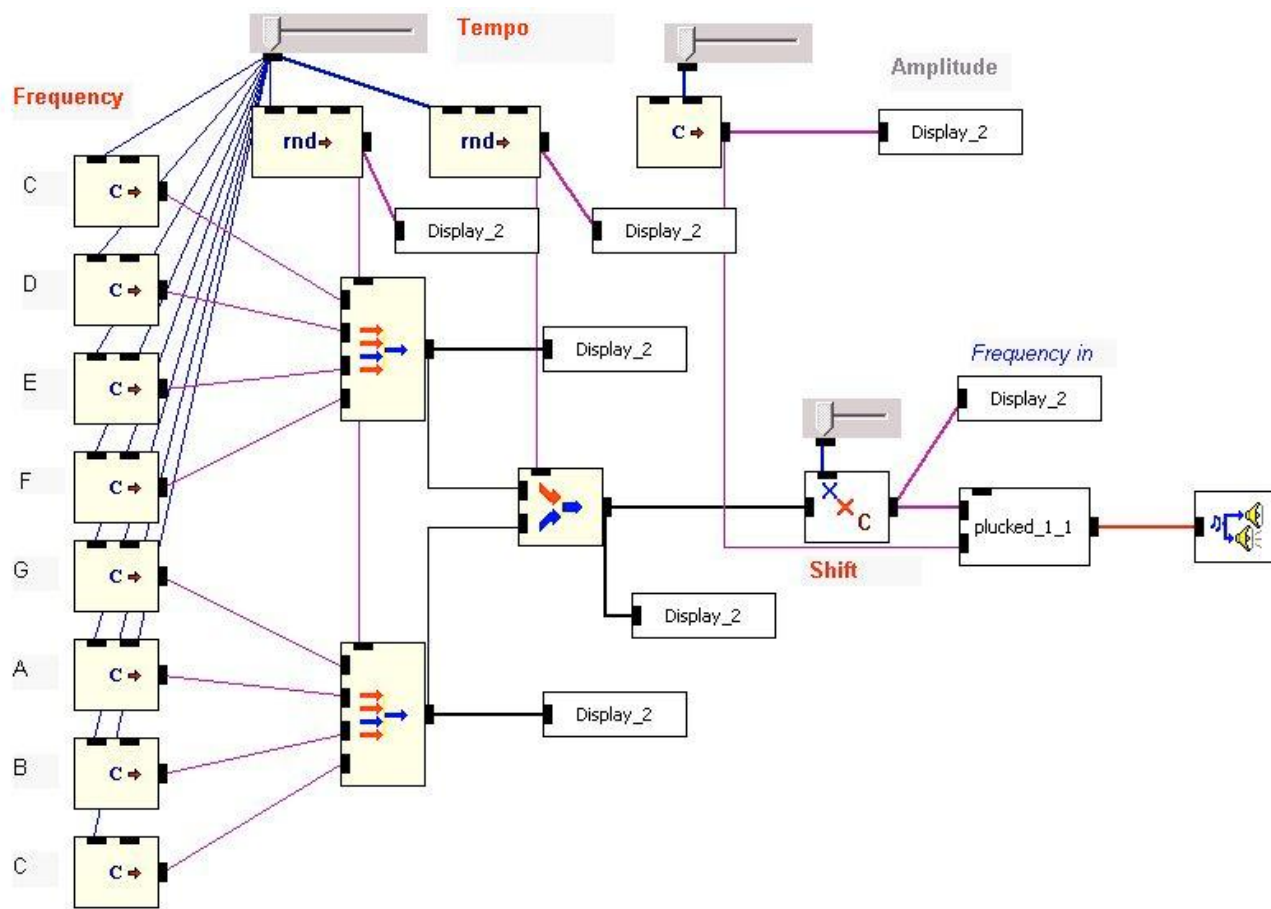 Tempo
Amplitude
Frequency
C
rnd
rnd
C
Display_2
C
C
Display_2
Display_2
D
C
Display_2
Frequency in
E
C
Display_2
F
C
C
plucked_1_1
G
C
Shift
Display_2
A
C
Display_2
B
C
C
C